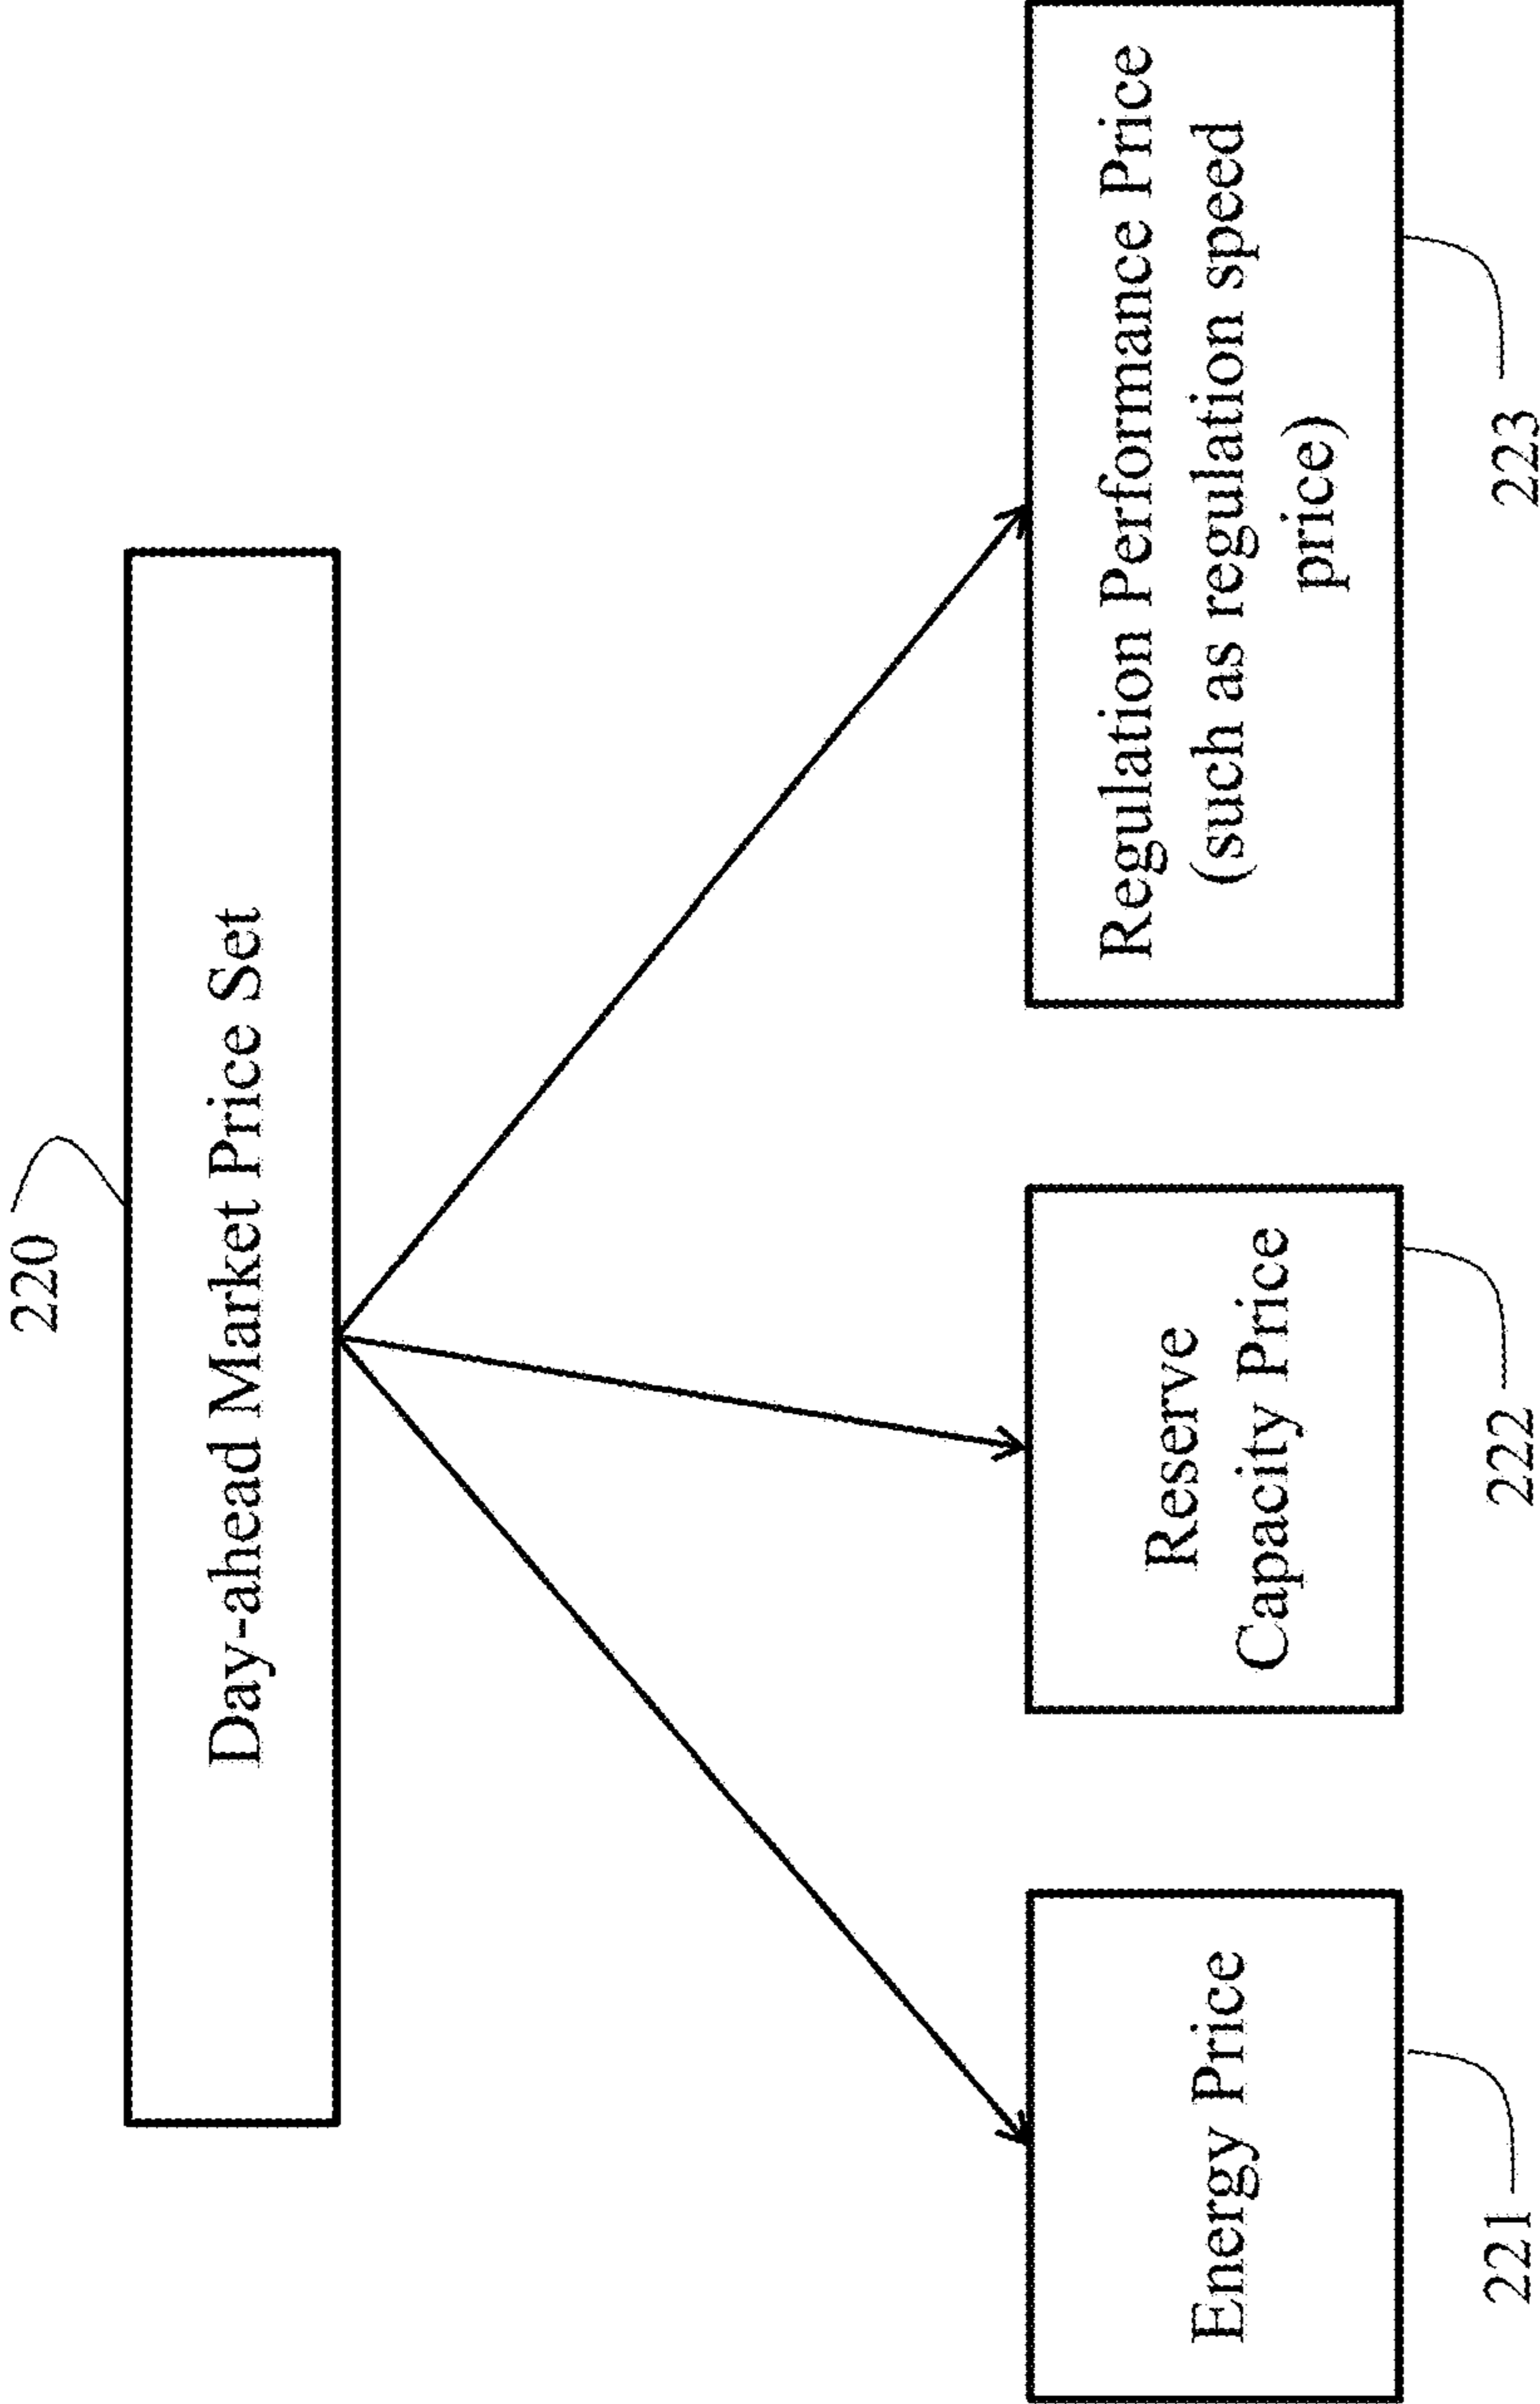 220
Day-ahead Market Price Set
Energy Price
221
Reserve
Capacity Price
222
Regulation Performance Price
(such as regulation speed
price)
223